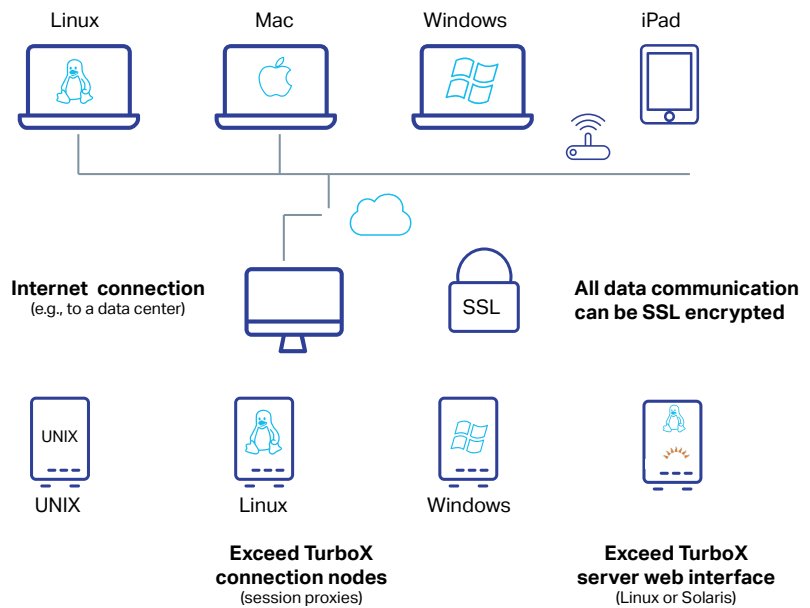 Linux
Mac
Windows
iPad
Internet connection
(e.g., to a data center)
SSL
All data communication
can be SSL encrypted
UNIX
UNIX
Linux
Windows
Exceed TurboX
connection nodes
(session proxies)
Exceed TurboX
server web interface
(Linux or Solaris)